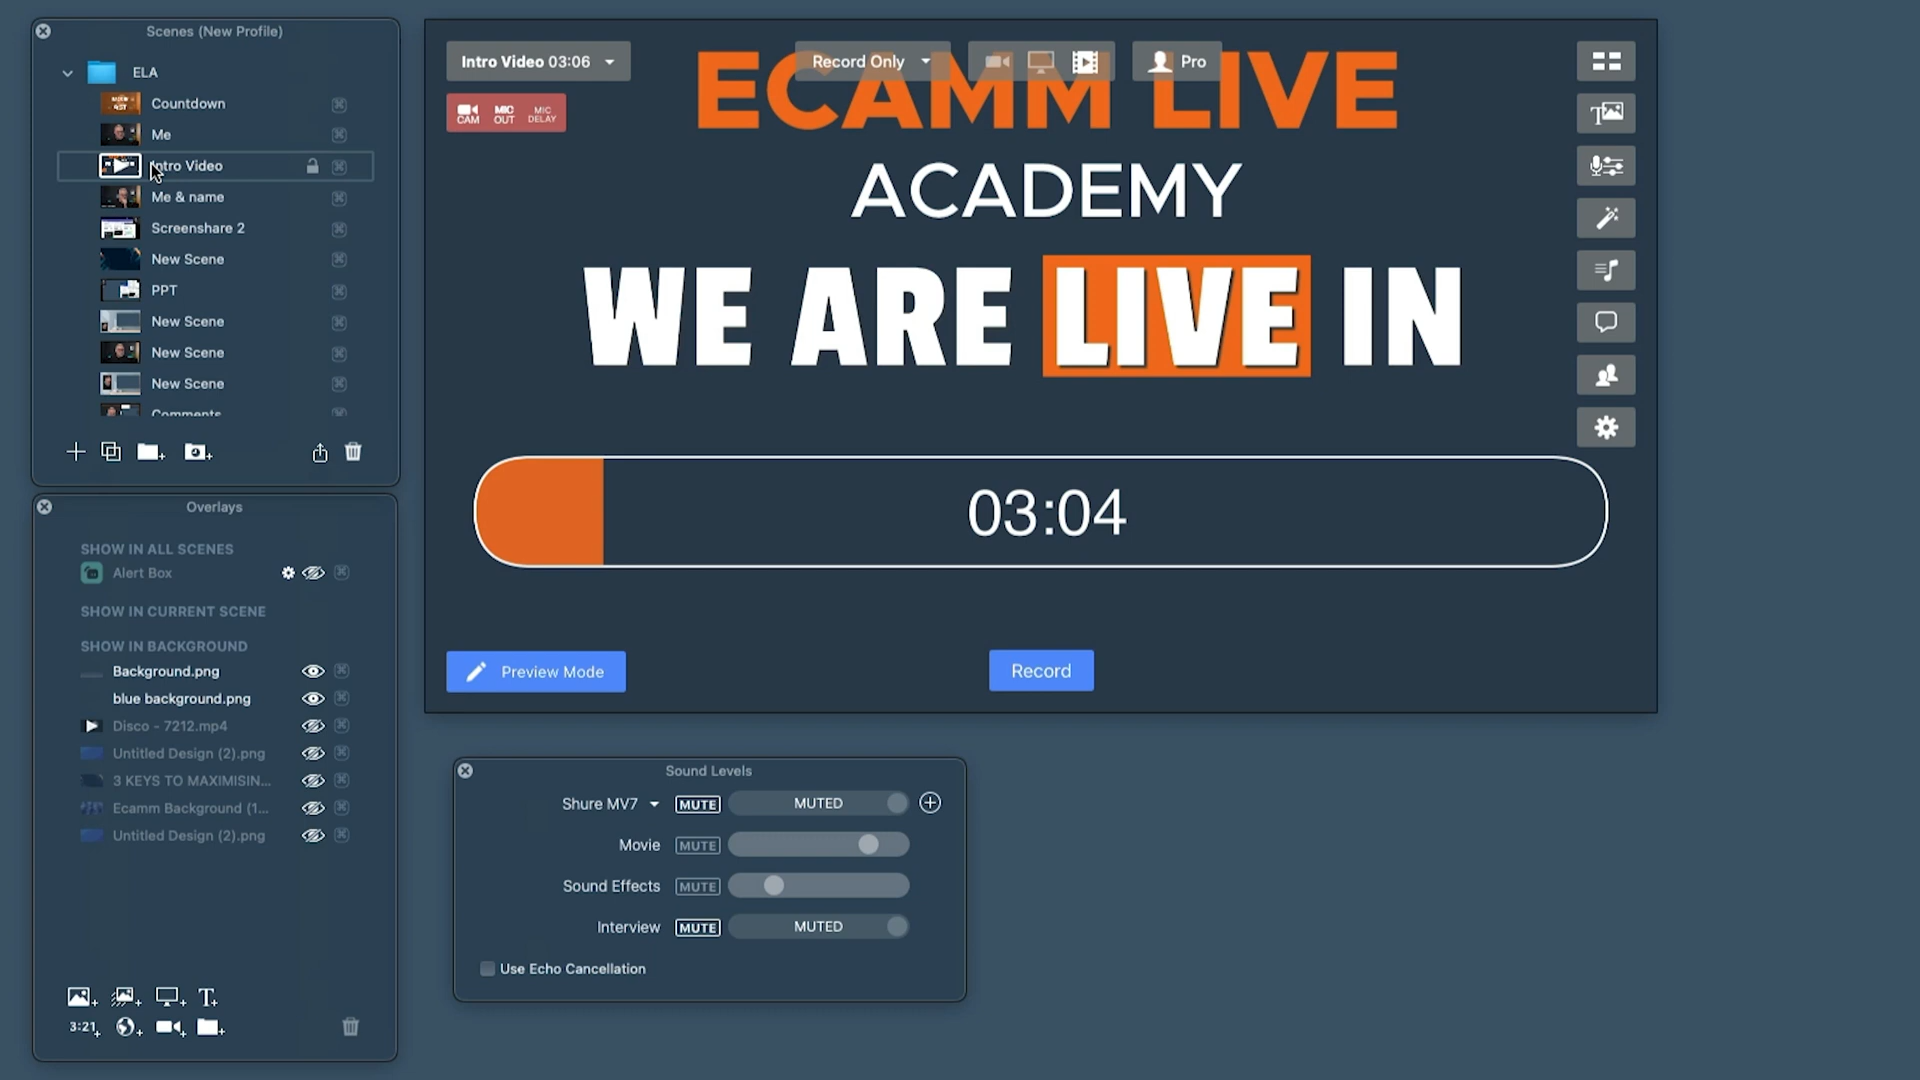 Scenes (New Profile)
ELA
Countdown
Me
Intro Video
Me & name
Screenshare 2
New Scene
PPT
New Scene
New Scene
New Scene
Comments
Overlays
SHOW IN ALL SCENES
Alert Box
SHOW IN CURRENT SCENE
SHOW IN BACKGROUND
Background.png
blue background.png
Disco - 7212.mp4
Untitled Design (2).png
3 KEYS TO MAXIMISIN...
Ecamm Background (1...
Untitled Design (2).png
3:21
Intro Video 03:06
Record Only
Pro
CAM
MIC OUT
MIC DELAY
ECAMM LIVE
ACADEMY
WE ARE LIVE IN
03:04
Preview Mode
Record
Sound Levels
Shure MV7 MUTE MUTED
Movie MUTE
Sound Effects MUTE
Interview MUTE MUTED
Use Echo Cancellation